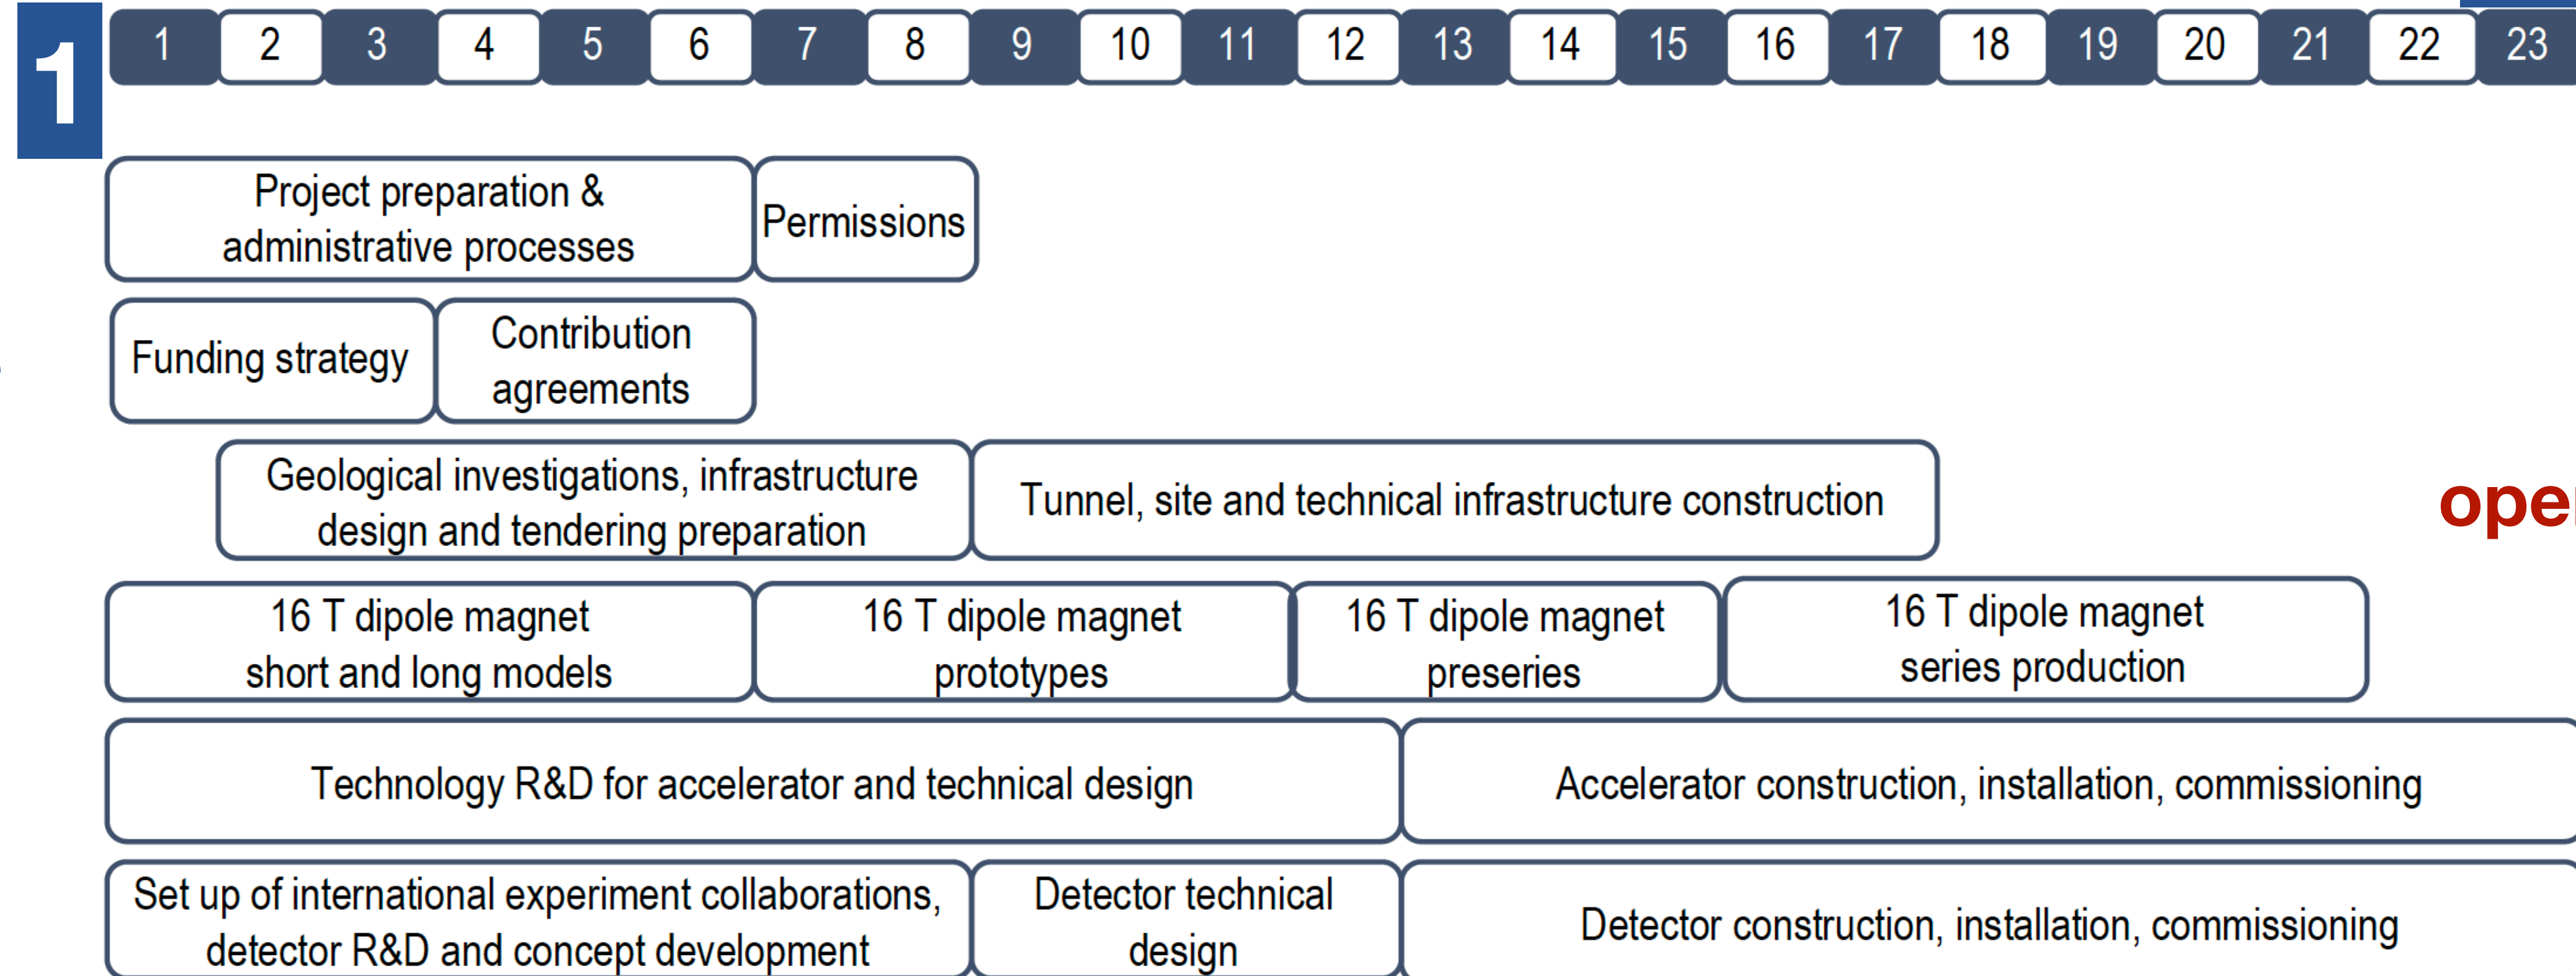 1
1 2 3 4 5 6 7 8 9 10 11 12 13 14 15 16 17 18 19 20 21 22 23
Project preparation &
administrative processes
Permissions
Funding strategy
Contribution
agreements
Geological investigations, infrastructure
design and tendering preparation
Tunnel, site and technical infrastructure construction
16 T dipole magnet
short and long models
16 T dipole magnet
prototypes
16 T dipole magnet
preseries
16 T dipole magnet
series production
Technology R&D for accelerator and technical design
Accelerator construction, installation, commissioning
Set up of international experiment collaborations,
detector R&D and concept development
Detector technical
design
Detector construction, installation, commissioning